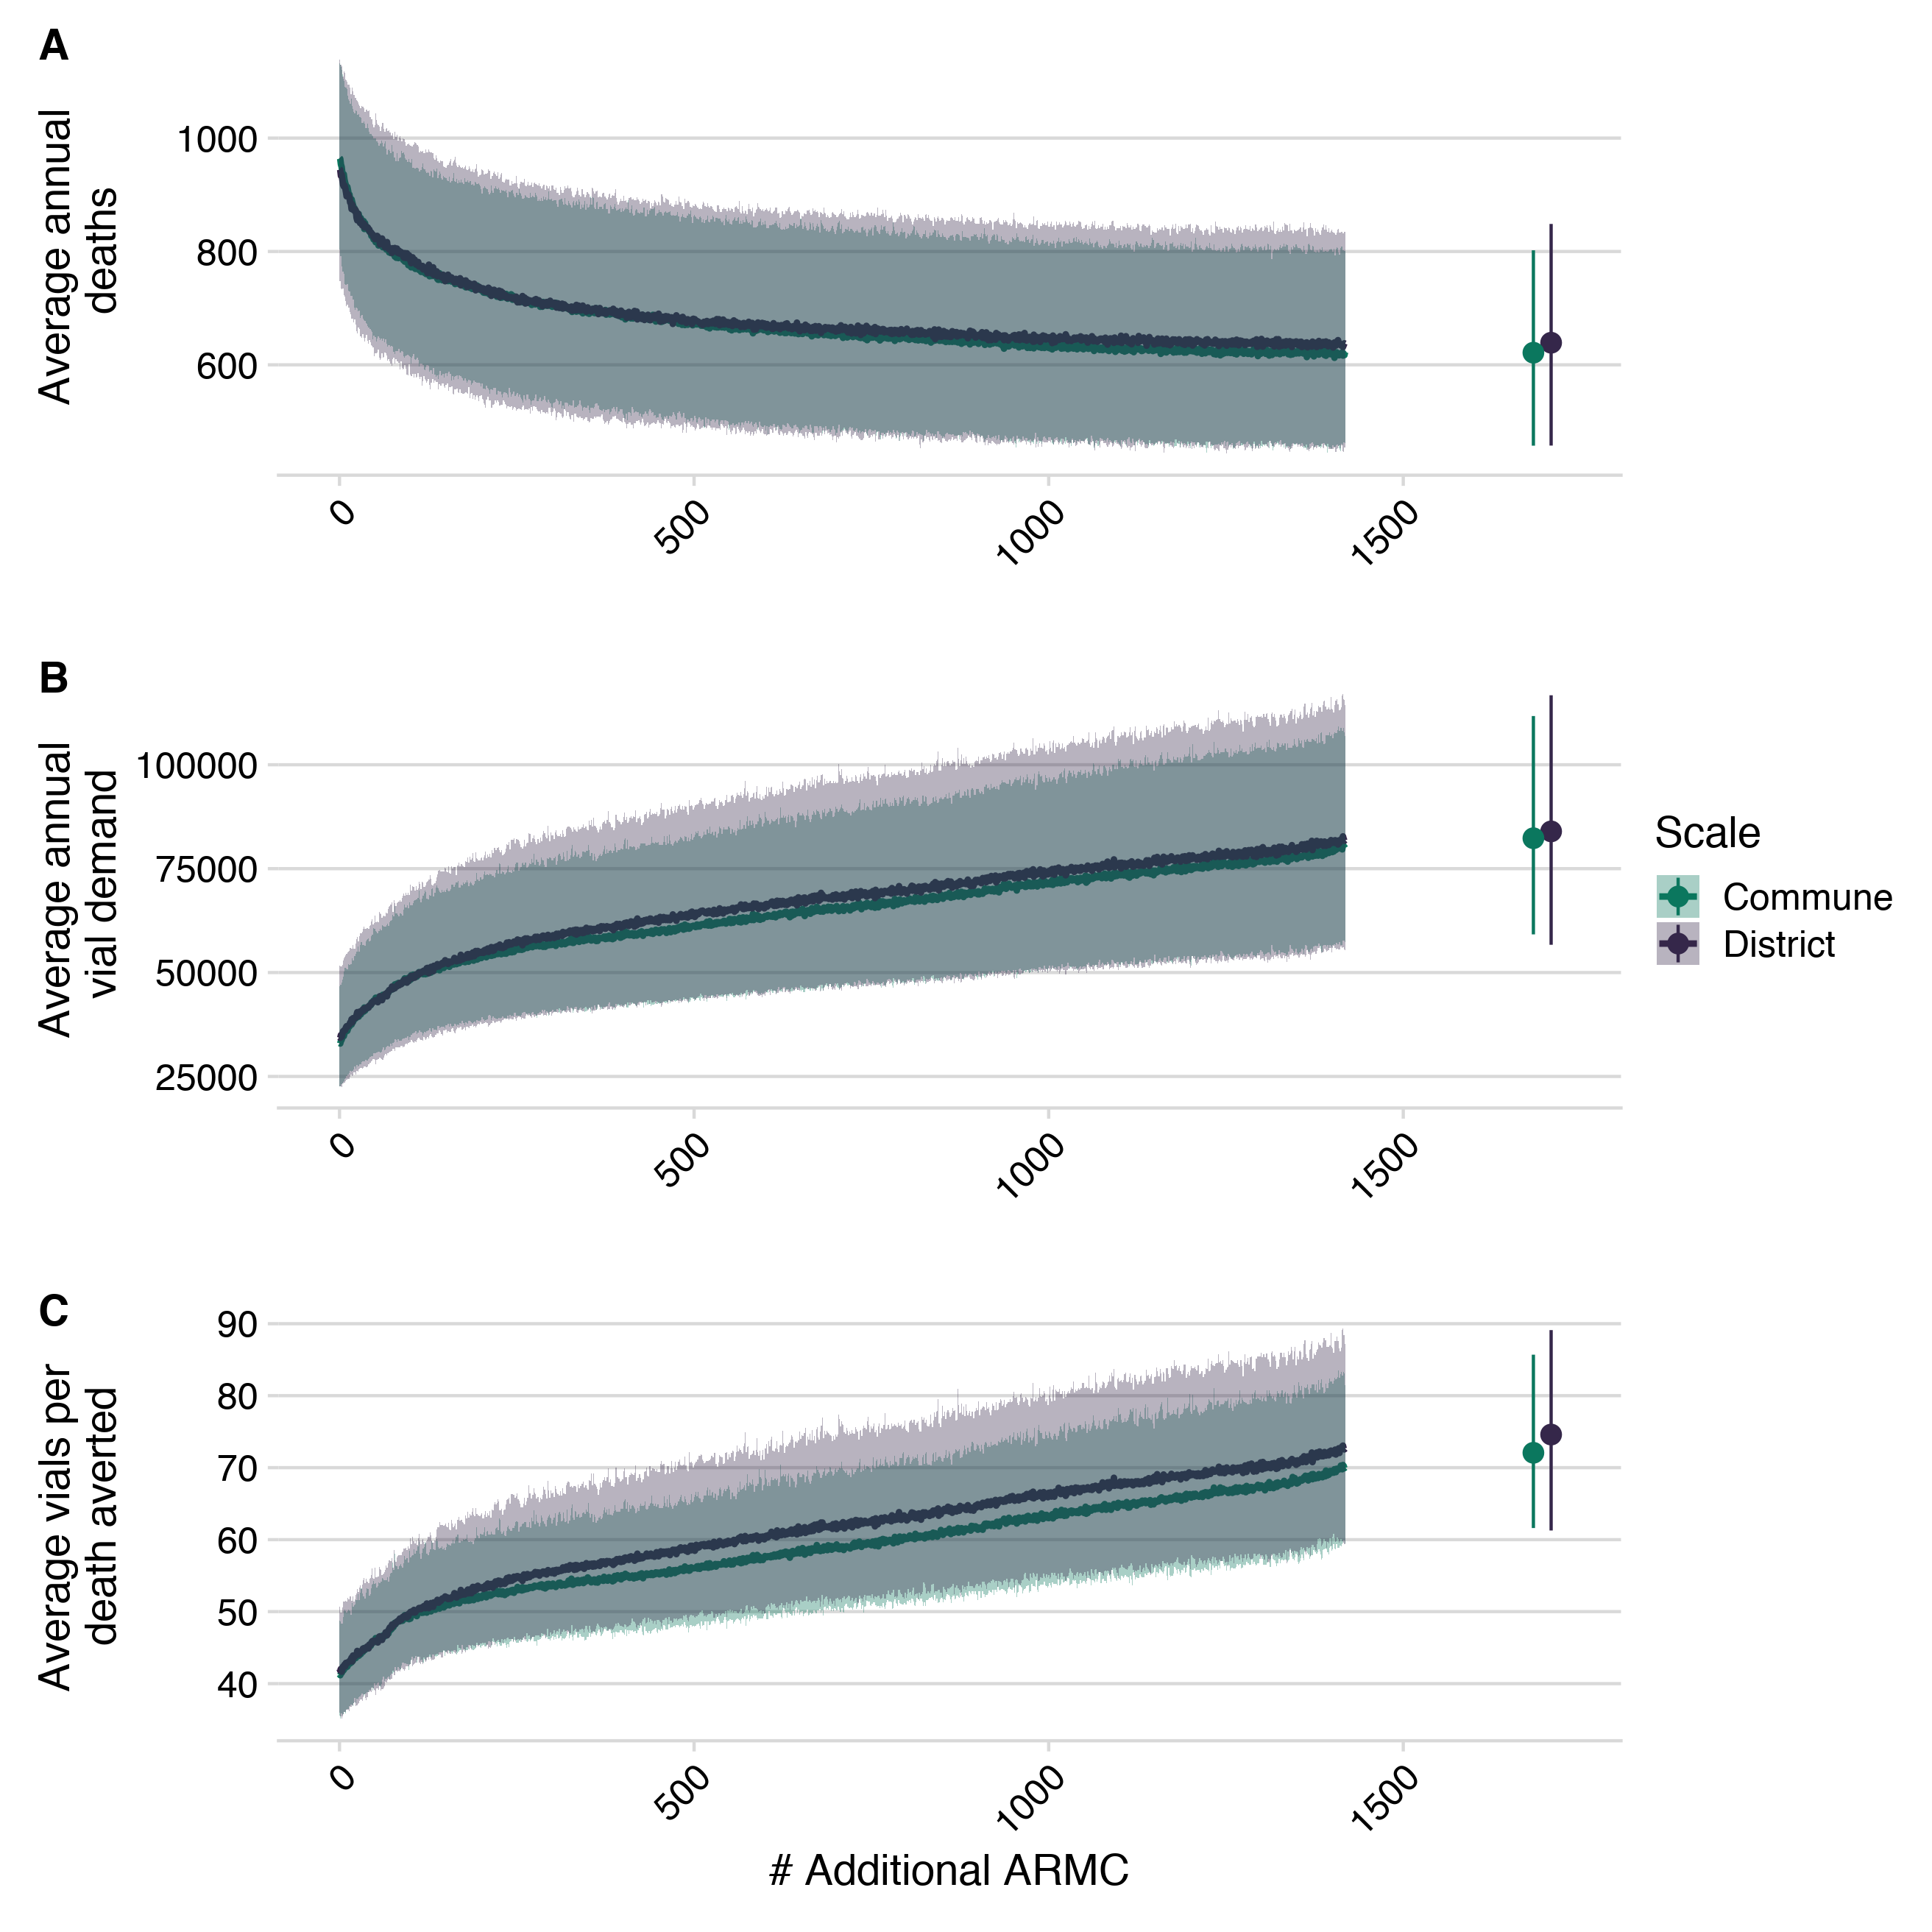 A
Average annual
deaths
1000
800
600
0
500
1000
1500
B
Average annual
vial demand
100000
75000
50000
25000
0
500
1000
1500
Scale
Commune
District
C
Average vials per
death averted
90
80
70
60
50
40
0
500
1000
1500
# Additional ARMC